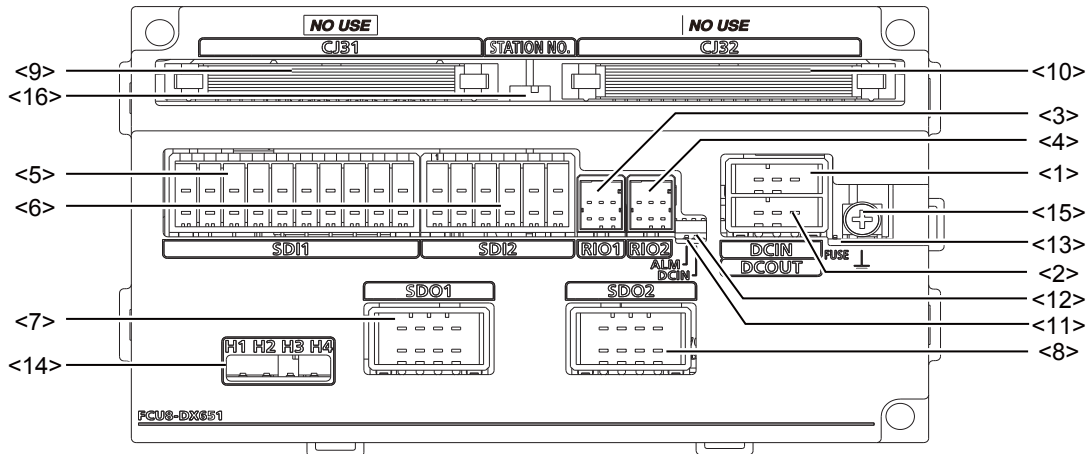 NO USE NO USE
CJ31 STATION NO. CJ32
<9> <10>
<16> <3>
<4>
<5> <1>
<6> <15>
SDI1 SDI2 RIO1 RIO2 DCIN FUSE <13>
ALM DCOUT <2>
DCIN
SDO1 SDO2 <12>
<7> <11>
H1 H2 H3 H4 <8>
<14>
FCU8-DX651